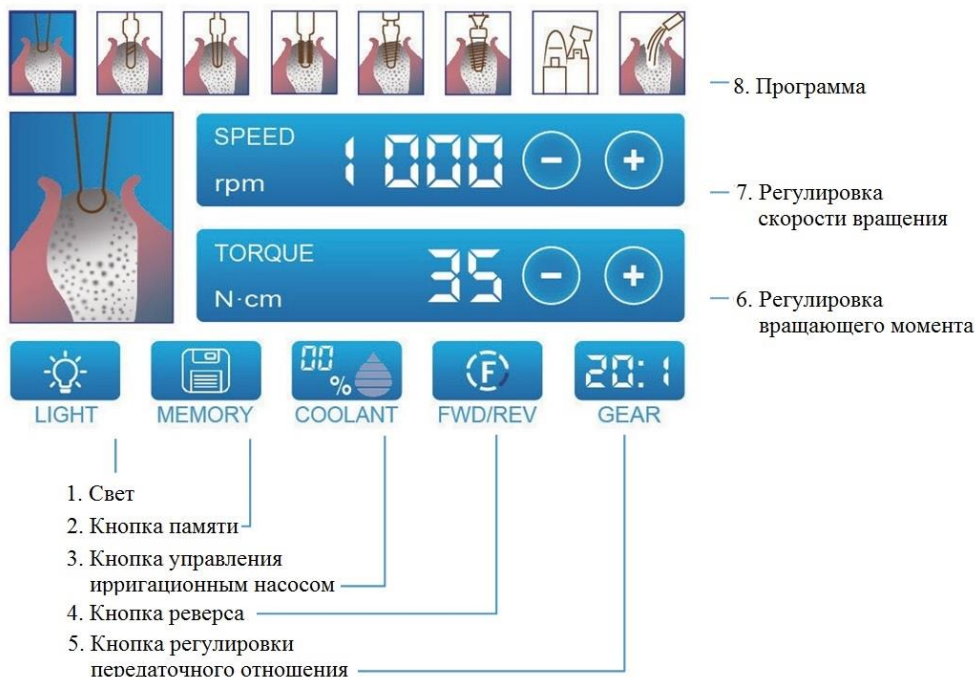 8. Программа
SPEED
rpm
1000
-
+
7. Регулировка
скорости вращения
TORQUE
N·cm
35
-
+
6. Регулировка
вращающего момента
00
%
F
20:1
LIGHT
MEMORY
COOLANT
FWD/REV
GEAR
1. Свет
2. Кнопка памяти
3. Кнопка управления
ирригационным насосом
4. Кнопка реверса
5. Кнопка регулировки
передаточного отношения